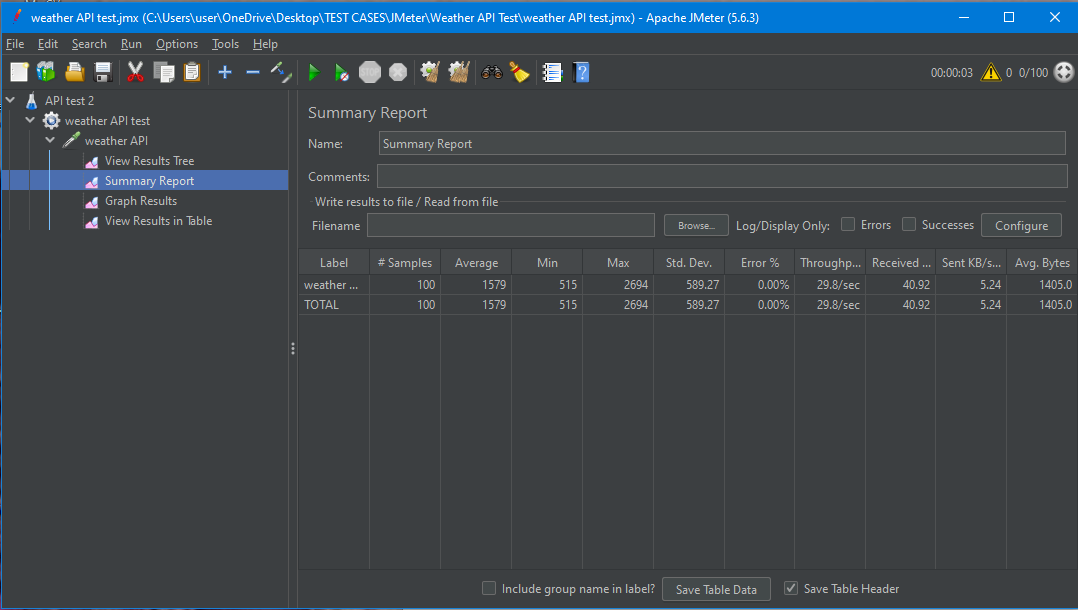 weather API test.jmx (C:\Users\user\OneDrive\Desktop\TEST CASES\JMeter\Weather API Test\weather API test.jmx) - Apache JMeter (5.6.3)
File Edit Search Run Options Tools Help
STOP 00:00:03 0 0/100
API test 2
weather API test
weather API
View Results Tree
Summary Report
Graph Results
View Results in Table
Summary Report
Name: Summary Report
Comments:
Write results to file / Read from file
Filename Browse... Log/Display Only: Errors Successes Configure
Label # Samples Average Min Max Std. Dev. Error % Throughp... Received ... Sent KB/s... Avg. Bytes
weather ... 100 1579 515 2694 589.27 0.00% 29.8/sec 40.92 5.24 1405.0
TOTAL 100 1579 515 2694 589.27 0.00% 29.8/sec 40.92 5.24 1405.0
Include group name in label? Save Table Data Save Table Header